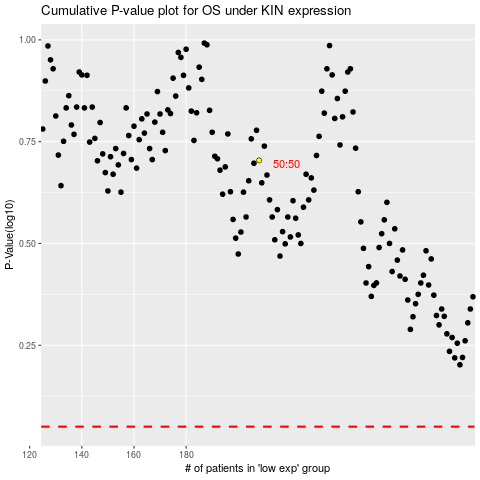 Cumulative P-value plot for OS under KIN expression
P-Value(log10)
1.00
0.75
0.50
0.25
50:50
120 140 160 180
# of patients in 'low exp' group